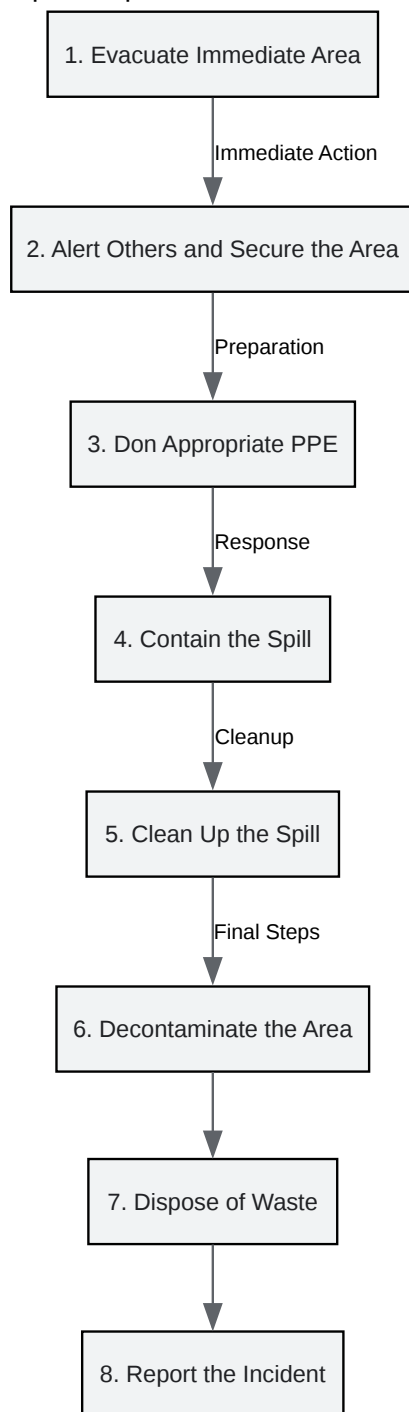 1. Evacuate Immediate Area
Immediate Action
2. Alert Others and Secure the Area
Preparation
3. Don Appropriate PPE
Response
4. Contain the Spill
Cleanup
5. Clean Up the Spill
Final Steps
6. Decontaminate the Area
7. Dispose of Waste
8. Report the Incident